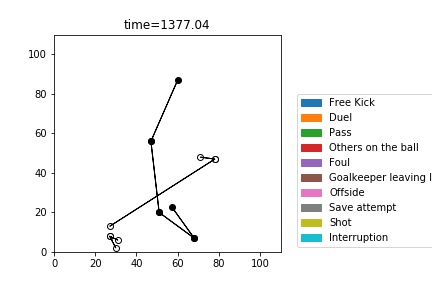 time=1377.04
100
80
60
40
20
0
0 20 40 60 80 100
Free Kick
Duel
Pass
Others on the ball
Foul
Goalkeeper leaving l
Offside
Save attempt
Shot
Interruption